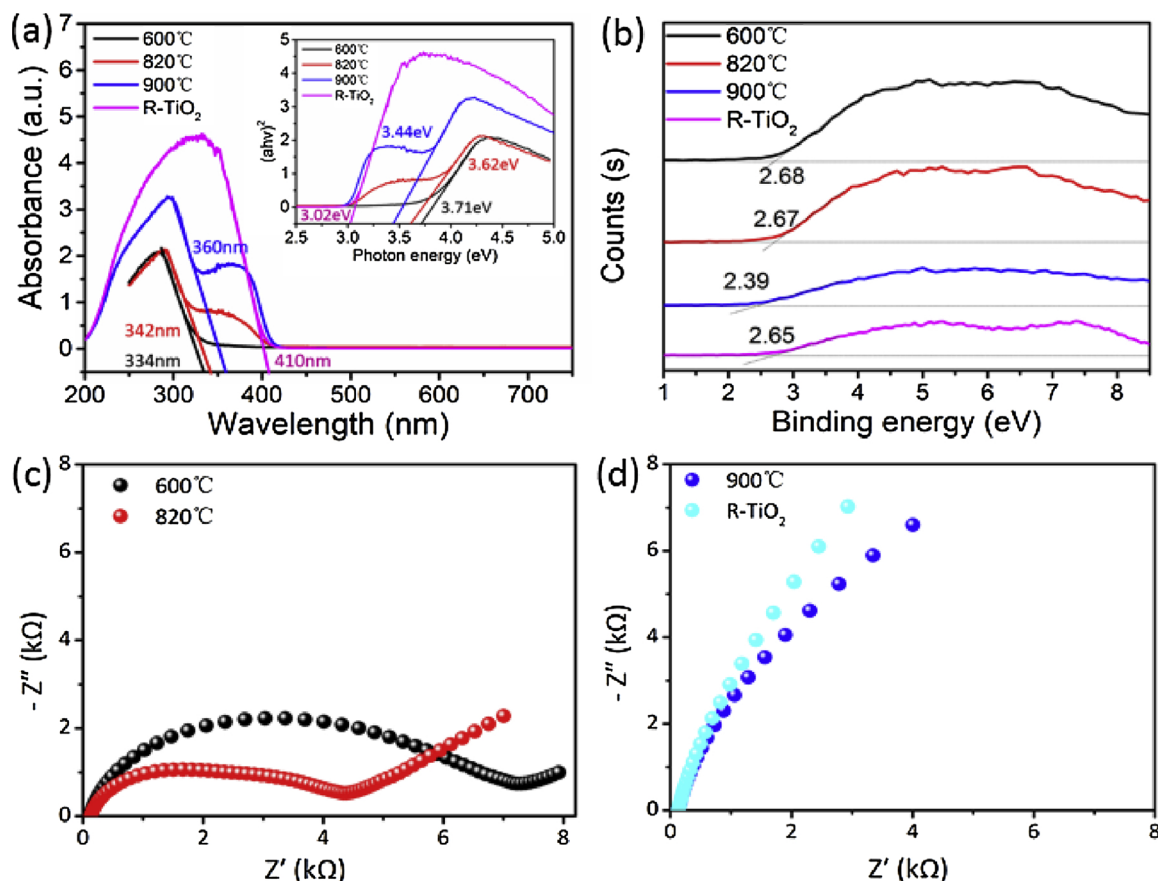 (a)
Absorbance (a.u.)
7
6
5
4
3
2
1
0
600℃
820℃
900℃
R-TiO₂
360nm
342nm
334nm
410nm
200 300 400 500 600 700
Wavelength (nm)
(ahv)²
5
4
3
2
1
0
600℃
820℃
900℃
R-TiO₂
3.44eV
3.62eV
3.02eV
3.71eV
2.5 3.0 3.5 4.0 4.5 5.0
Photon energy (eV)
(b)
Counts (s)
600℃
820℃
900℃
R-TiO₂
2.68
2.67
2.39
2.65
1 2 3 4 5 6 7 8
Binding energy (eV)
(c)
- Z″ (kΩ)
8
6
4
2
0
600℃
820℃
0 2 4 6 8
Z′ (kΩ)
(d)
- Z″ (kΩ)
8
6
4
2
0
900℃
R-TiO₂
0 2 4 6 8
Z′ (kΩ)